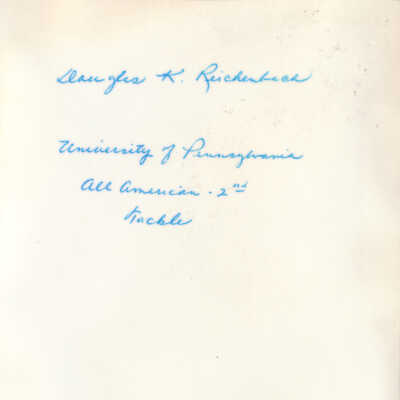 Douglas K. Reichenbach
University of Pennsylvania
All American - 2nd
Tackle